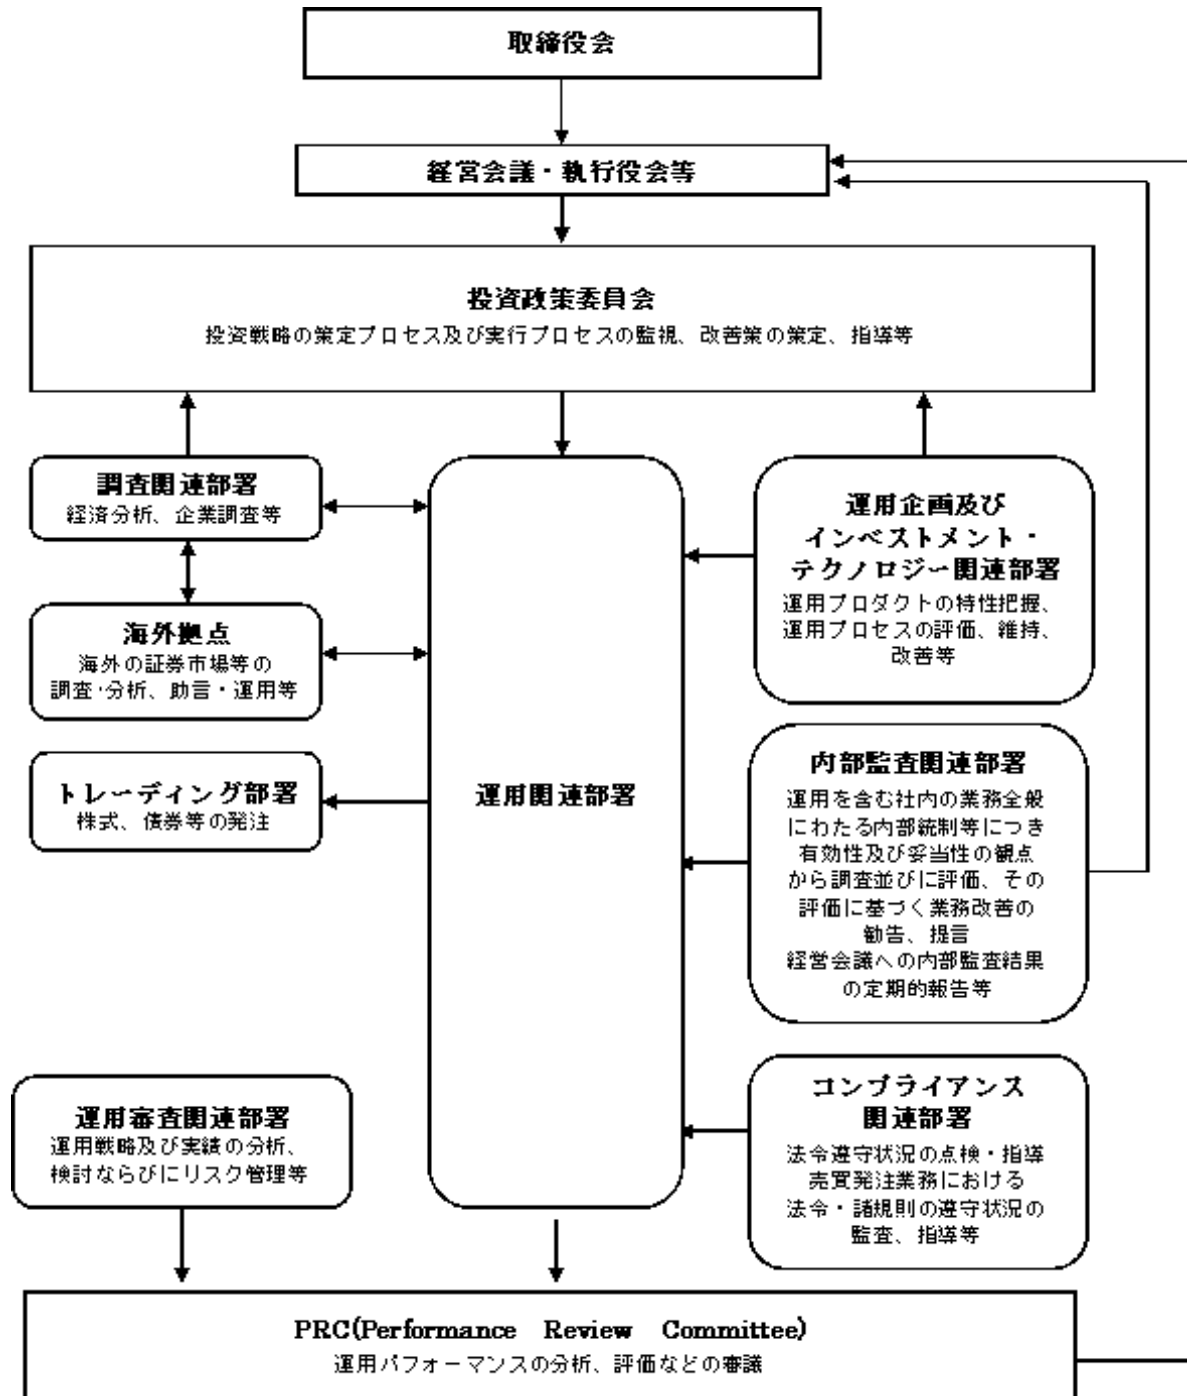 取締役会
経営会議・執行役会等
投資政策委員会
投資戦略の策定プロセス及び実行プロセスの監視、改善策の策定、指導等
調査関連部署
経済分析、企業調査等
海外拠点
海外の証券市場等の
調査・分析、助言・運用等
トレーディング部署
株式、債券等の発注
運用関連部署
運用企画及び
インベストメント・
テクノロジー関連部署
運用プロダクトの特性把握、
運用プロセスの評価、維持、
改善等
内部監査関連部署
運用を含む社内の業務全般
にわたる内部統制等につき
有効性及び妥当性の観点
から調査並びに評価、その
評価に基づく業務改善の
勧告、提言
経営会議への内部監査結果
の定期的報告等
コンプライアンス
関連部署
法令遵守状況の点検・指導
売買発注業務における
法令・諸規則の遵守状況の
監査、指導等
運用審査関連部署
運用戦略及び実績の分析、
検討ならびにリスク管理等
PRC(Performance Review Committee)
運用パフォーマンスの分析、評価などの審議